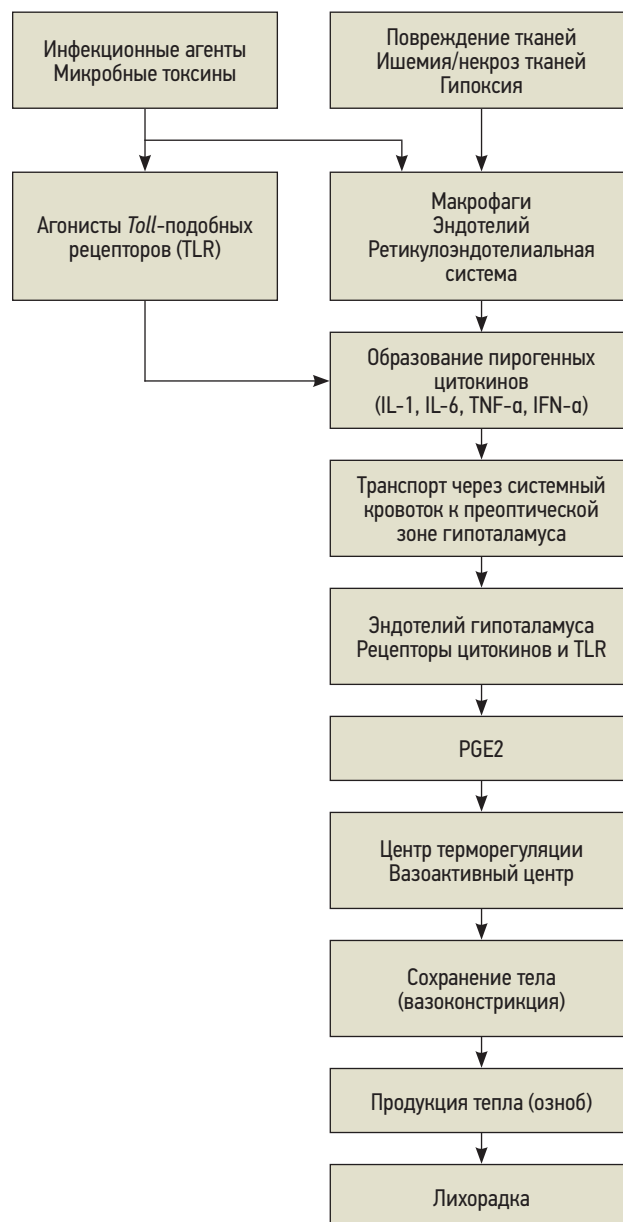 Инфекционные агенты
Микробные токсины
Повреждение тканей
Ишемия/некроз тканей
Гипоксия
Агонисты Toll-подобных
рецепторов (TLR)
Макрофаги
Эндотелий
Ретикулоэндотелиальная
система
Образование пирогенных
цитокинов
(IL-1, IL-6, TNF-α, IFN-α)
Транспорт через системный
кровоток к преоптической
зоне гипоталамуса
Эндотелий гипоталамуса
Рецепторы цитокинов и TLR
PGE2
Центр терморегуляции
Вазоактивный центр
Сохранение тела
(вазоконстрикция)
Продукция тепла (озноб)
Лихорадка